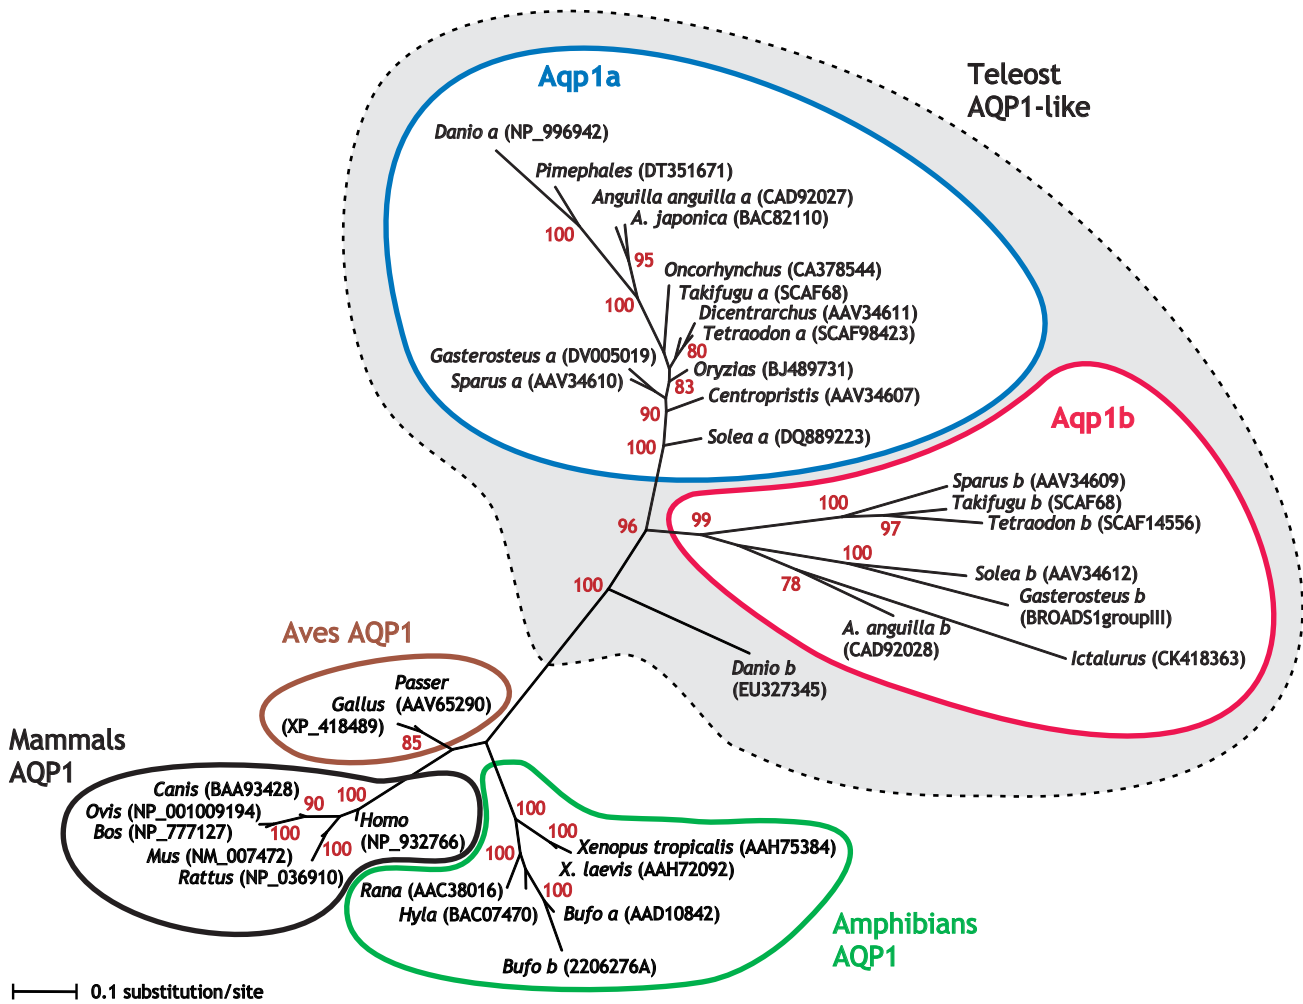 Aqp1a
Teleost
AQP1-like
Danio a (NP_996942)
Pimephales (DT351671)
Anguilla anguilla a (CAD92027)
A. japonica (BAC82110)
100
95
Oncorhynchus (CA378544)
Takifugu a (SCAF68)
100
Dicentrarchus (AAV34611)
Tetraodon a (SCAF98423)
80
Gasterosteus a (DV005019)
Oryzias (BJ489731)
Sparus a (AAV34610)
83
Centropristis (AAV34607)
90
Aqp1b
Solea a (DQ889223)
100
Sparus b (AAV34609)
100
Takifugu b (SCAF68)
96
99
97
Tetraodon b (SCAF14556)
100
Solea b (AAV34612)
100
78
Gasterosteus b
(BROADS1groupIII)
A. anguilla b
(CAD92028)
Ictalurus (CK418363)
Danio b
(EU327345)
Aves AQP1
Passer
(AAV65290)
Gallus
(XP_418489)
85
Mammals
AQP1
Canis (BAA93428)
100
90
Ovis (NP_001009194)
Bos (NP_777127)
100
Homo
(NP_932766)
Mus (NM_007472)
100
Rattus (NP_036910)
100
100
Xenopus tropicalis (AAH75384)
100
X. laevis (AAH72092)
Rana (AAC38016)
100
Hyla (BAC07470)
Bufo a (AAD10842)
Bufo b (2206276A)
Amphibians
AQP1
0.1 substitution/site